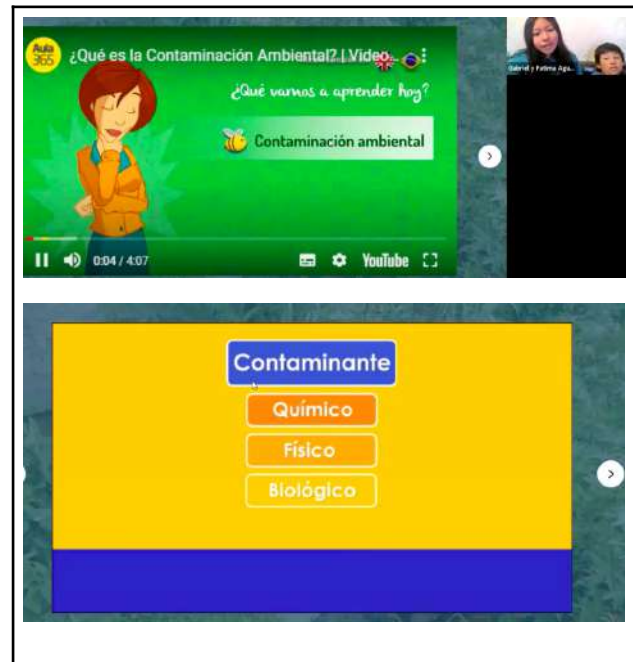 Aula
365
¿Qué es la Contaminación Ambiental? | Video
¿Qué vamos a aprender hoy?
Contaminación ambiental
0:04 / 4:07
YouTube
Contaminante
Químico
Físico
Biológico